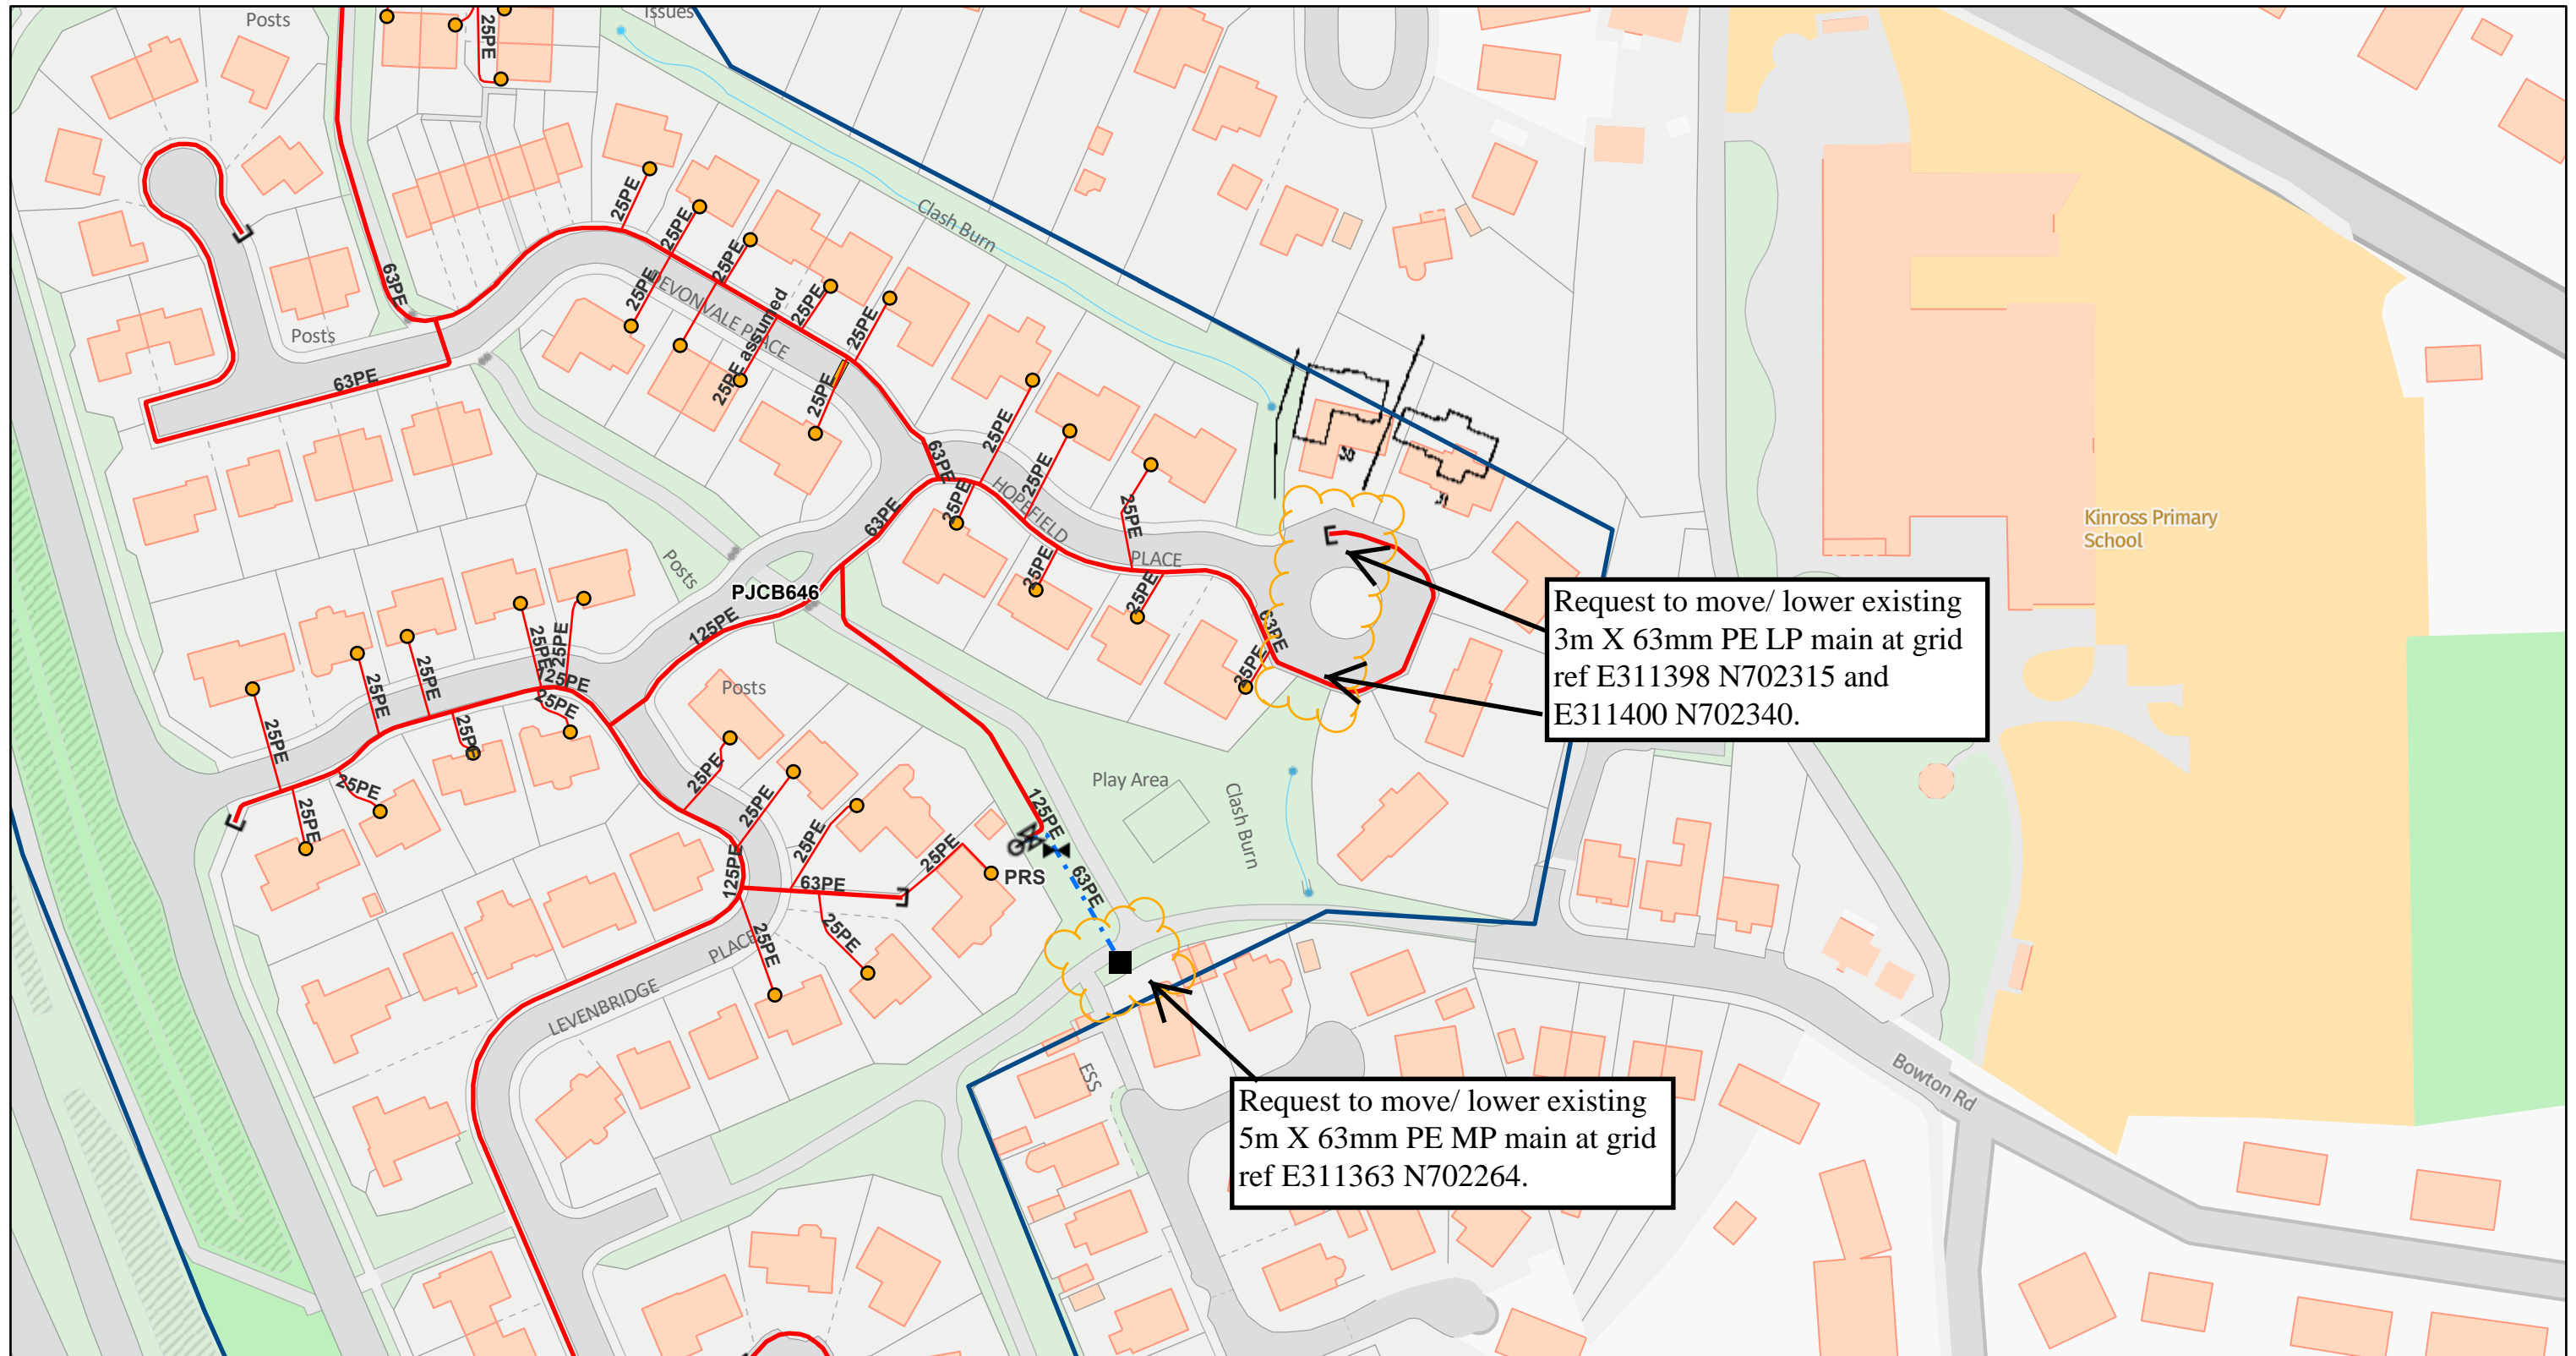 Issues
Posts
25PE
Clash Burn
25PE
25PE
25PE
25PE
63PE
DEVONVALE PLACE
25PE assumed
25PE
25PE
Posts
63PE
25PE
63PE
25PE
25PE
25PE
HOPEFIELD
PLACE
63PE
25PE
30
31
Kinross Primary
School
Posts
PJCB646
125PE
25PE
25PE
63PE
25PE
Request to move/ lower existing
3m X 63mm PE LP main at grid
ref E311398 N702315 and
E311400 N702340.
25PE
25PE
125PE
25PE
25PE
25PE
25PE
Posts
25PE
25PE
25PE
25PE
25PE
Play Area
Clash Burn
125PE
PRS
63PE
125PE
63PE
25PE
25PE
25PE
LEVENBRIDGE
PLACE
ESS
Bowton Rd
Request to move/ lower existing
5m X 63mm PE MP main at grid
ref E311363 N702264.